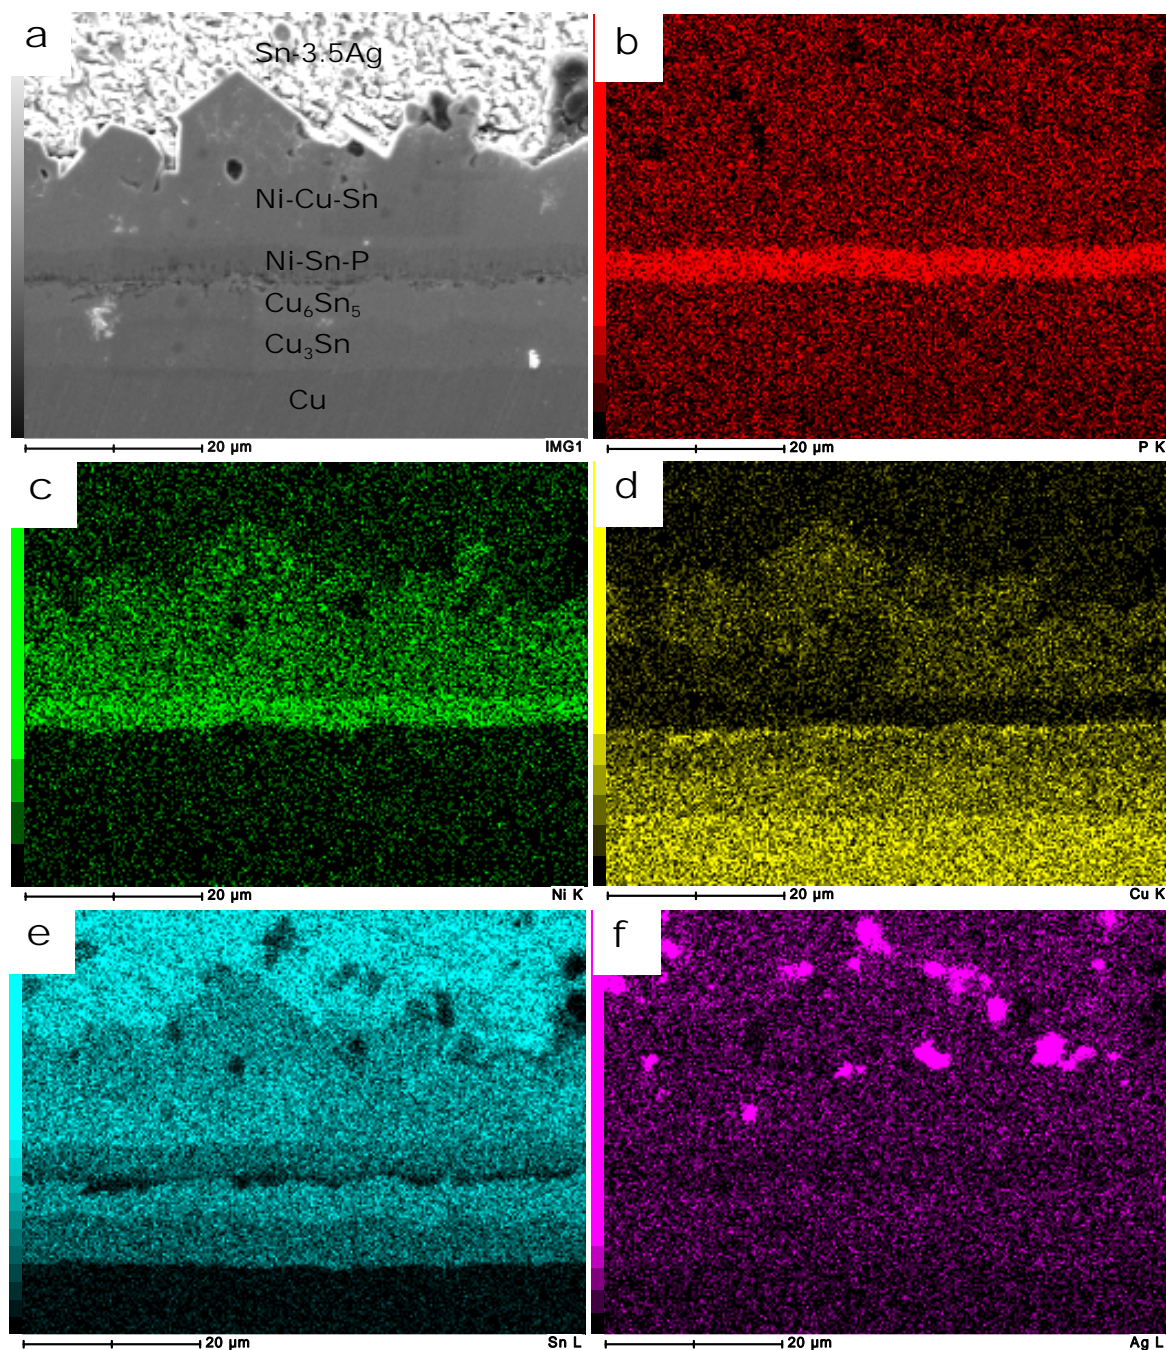 a
Sn-3.5Ag
Ni-Cu-Sn
Ni-Sn-P
Cu₆Sn₅
Cu₃Sn
Cu
20 µm
IMG1
b
20 µm
P K
c
20 µm
Ni K
d
20 µm
Cu K
e
20 µm
Sn L
f
20 µm
Ag L